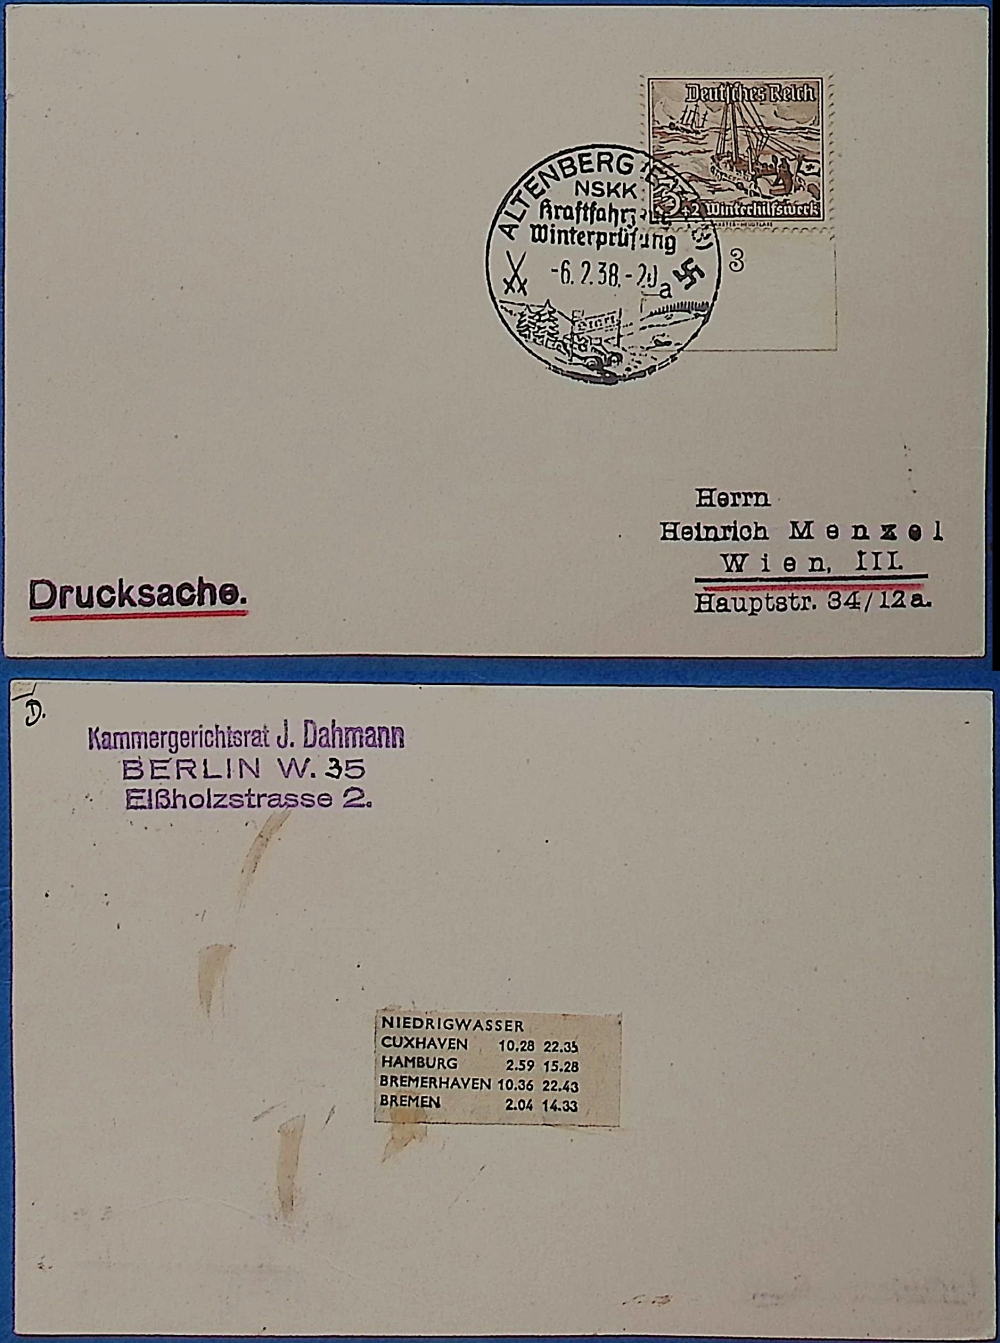 Deutsches Reich
3+2 Winterhilfswerk
3
ALTENBERG
NSKK
Kraftfahrzeug
Winterprüfung
-6.2.38.-20
a
Start
Herrn
Heinrich Menzel
Wien, III.
Hauptstr. 34/12a.
Drucksache.
D.
Kammergerichtsrat J. Dahmann
BERLIN W. 35
Elßholzstrasse 2.
NIEDRIGWASSER
CUXHAVEN 10.28 22.35
HAMBURG 2.59 15.28
BREMERHAVEN 10.36 22.43
BREMEN 2.04 14.33